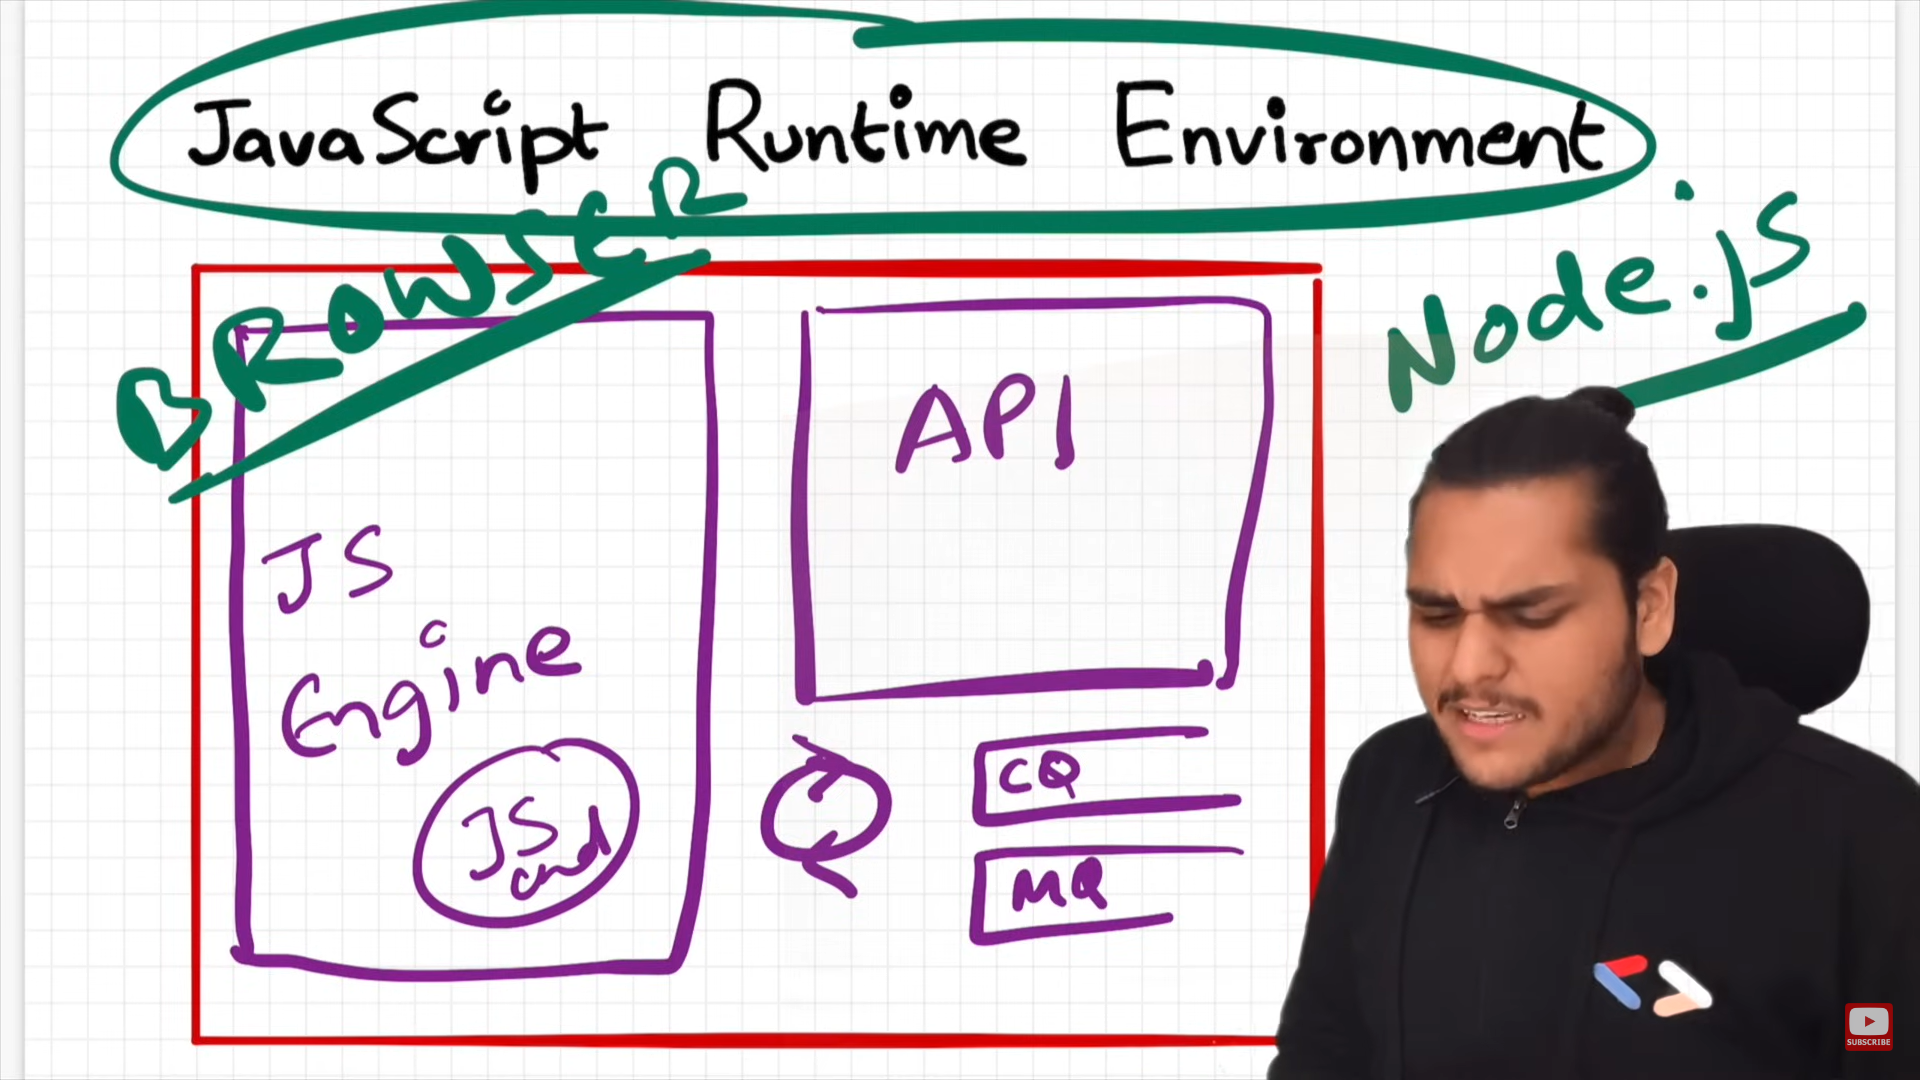 JavaScript Runtime Environment
BROWSER
Node.js
API
JS
Engine
JS
CQ
MQ
SUBSCRIBE